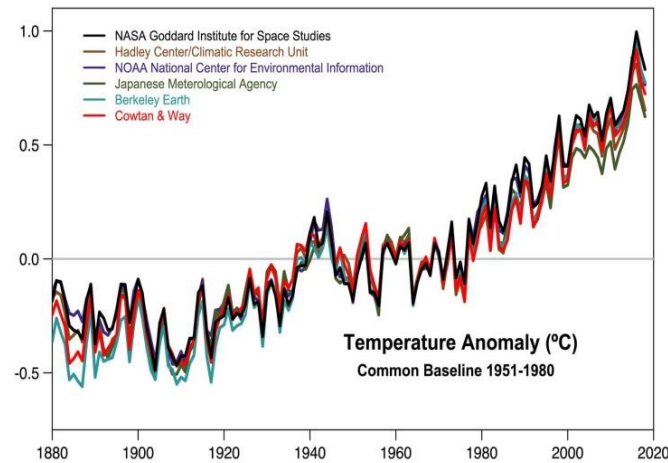 1.0
NASA Goddard Institute for Space Studies
Hadley Center/Climatic Research Unit
NOAA National Center for Environmental Information
Japanese Meterological Agency
Berkeley Earth
Cowtan & Way
0.5
0.0
Temperature Anomaly (ºC)
Common Baseline 1951-1980
-0.5
1880 1900 1920 1940 1960 1980 2000 2020